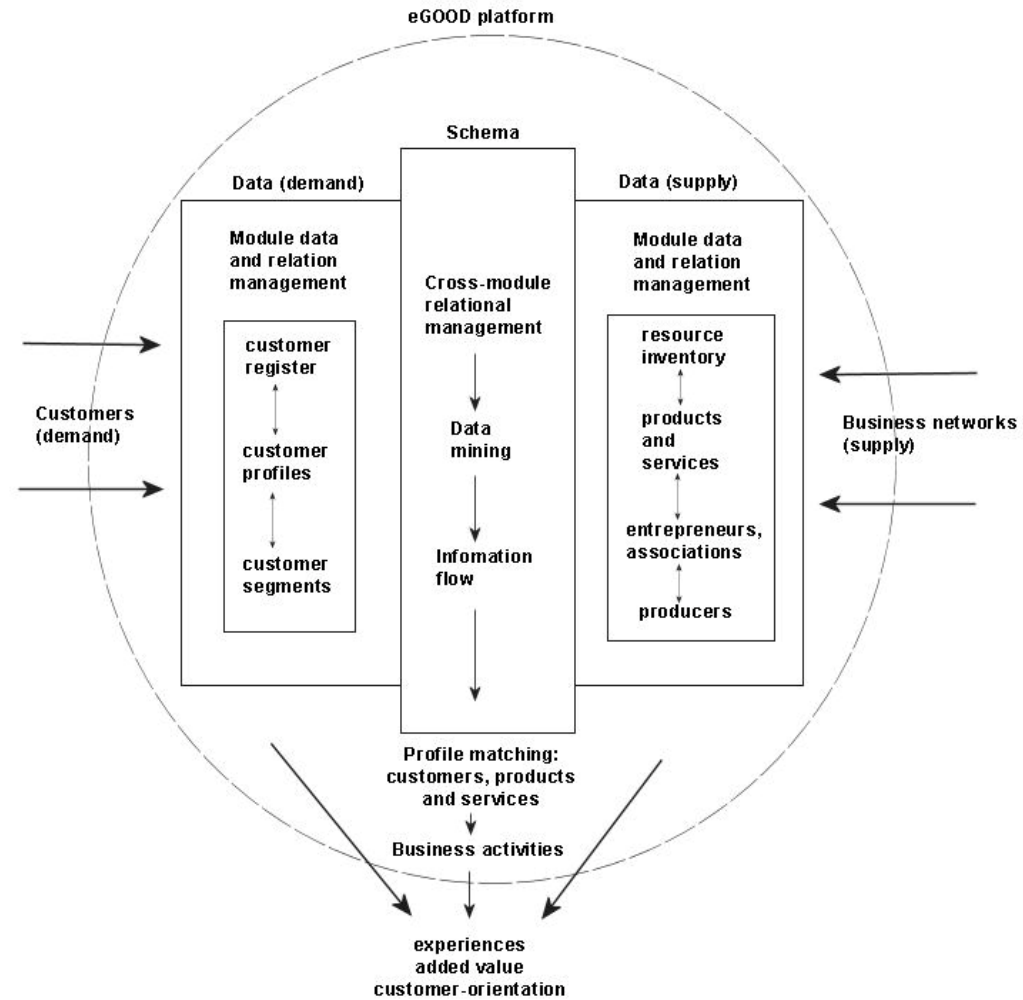 eGOOD platform
Schema
Data (demand)
Data (supply)
Module data
and relation
management
customer
register
customer
profiles
customer
segments
Cross-module
relational
management
Data
mining
Infomation
flow
Module data
and relation
management
resource
inventory
products
and
services
entrepreneurs,
associations
producers
Customers
(demand)
Business networks
(supply)
Profile matching:
customers, products
and services
Business activities
experiences
added value
customer-orientation